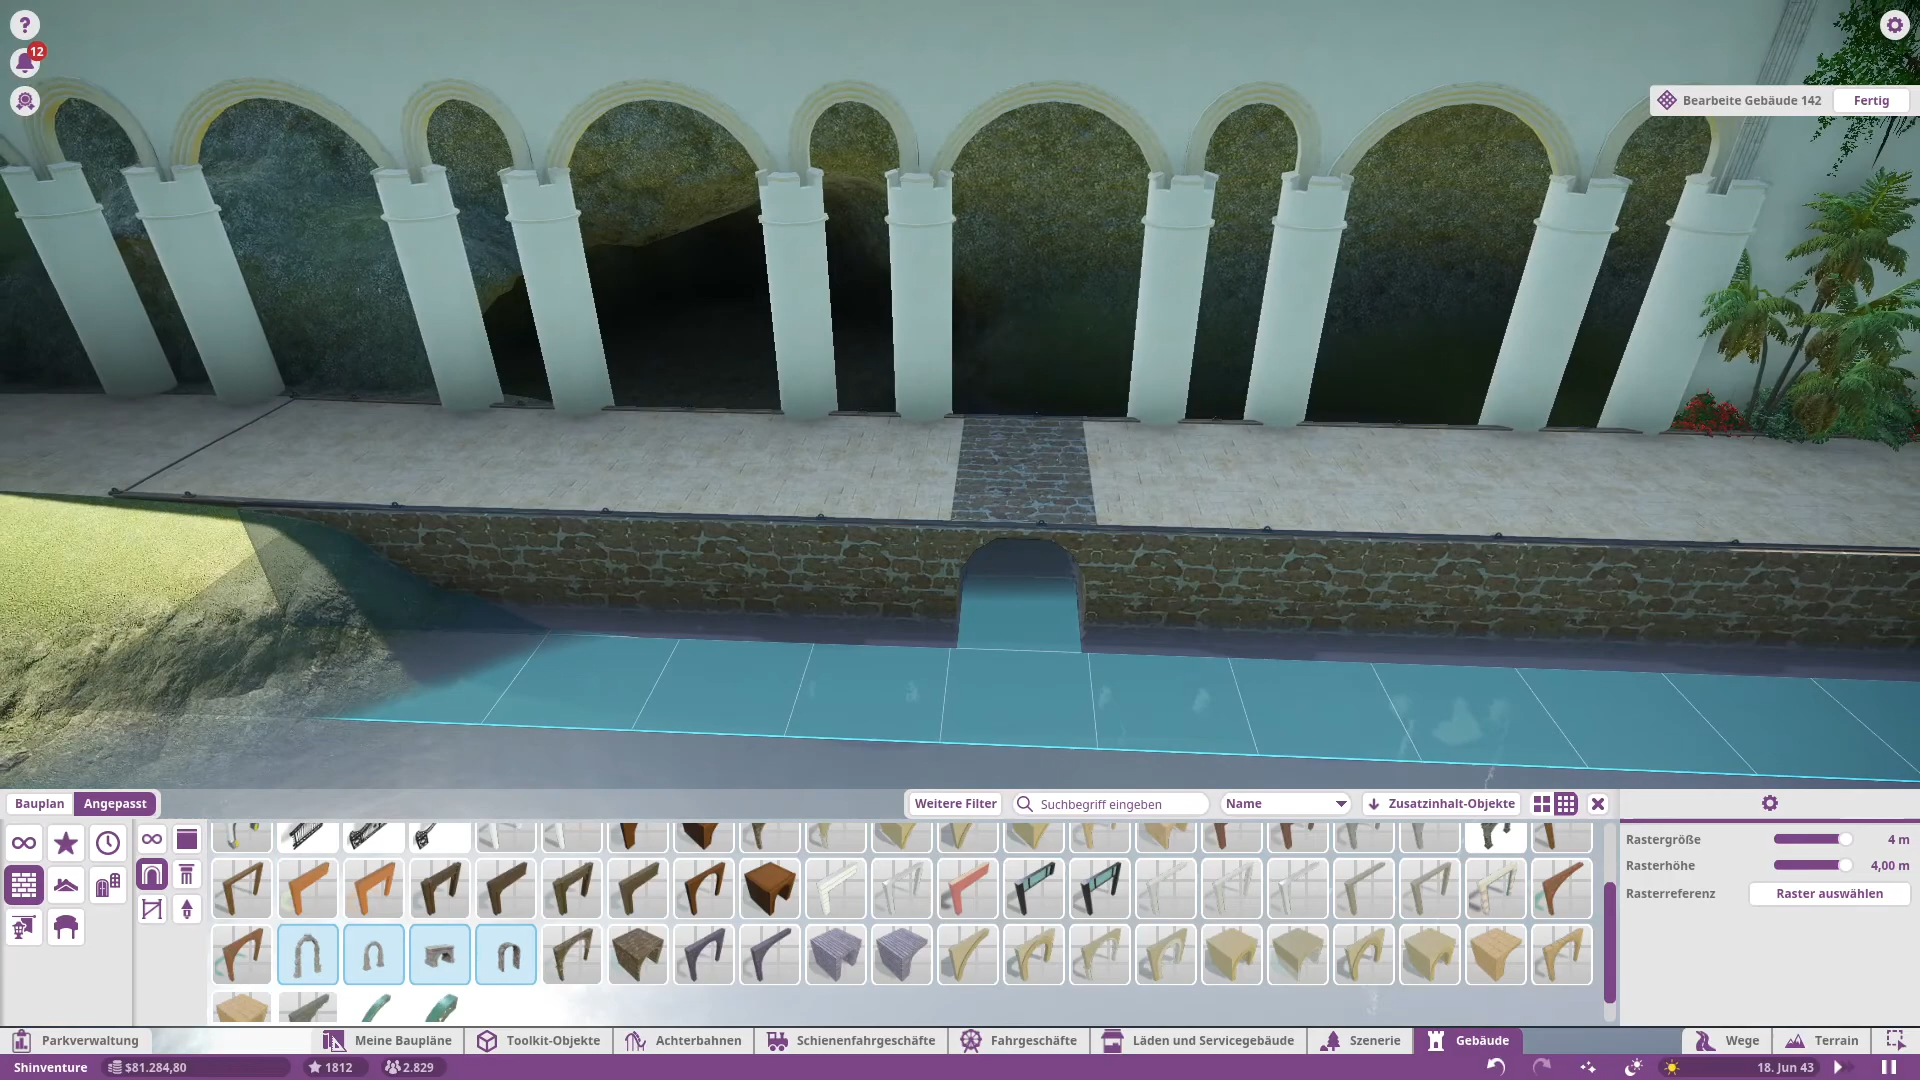 ?
12
Bearbeite Gebäude 142
Fertig
Bauplan
Angepasst
Weitere Filter
Suchbegriff eingeben
Name
Zusatzinhalt-Objekte
Rastergröße
4 m
Rasterhöhe
4,00 m
Rasterreferenz
Raster auswählen
Parkverwaltung
Meine Baupläne
Toolkit-Objekte
Achterbahnen
Schienenfahrgeschäfte
Fahrgeschäfte
Läden und Servicegebäude
Szenerie
Gebäude
Wege
Terrain
Shinventure
$81.284,80
1812
2.829
18. Jun 43